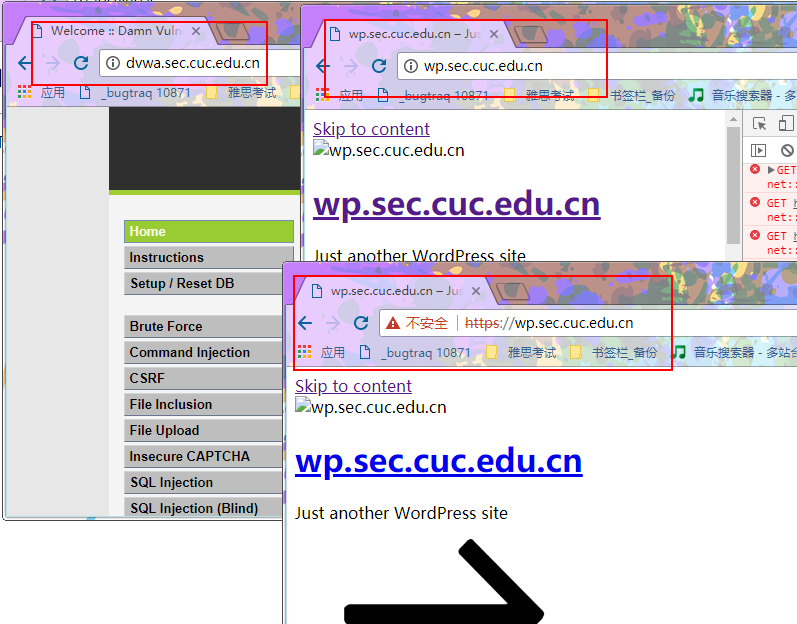 Welcome :: Damn Vuln
dvwa.sec.cuc.edu.cn
应用 _bugtraq 10871 雅思考试
Home
Instructions
Setup / Reset DB
Brute Force
Command Injection
CSRF
File Inclusion
File Upload
Insecure CAPTCHA
SQL Injection
SQL Injection (Blind)
wp.sec.cuc.edu.cn – Jus
wp.sec.cuc.edu.cn
应用 _bugtraq 10871 雅思考试 书签栏_备份 音乐搜索器 - 多
Skip to content
wp.sec.cuc.edu.cn
wp.sec.cuc.edu.cn
Just another WordPress site
GET
net::
GET h
net::
GET h
net::
wp.sec.cuc.edu.cn – Jus
不安全 https://wp.sec.cuc.edu.cn
应用 _bugtraq 10871 雅思考试 书签栏_备份 音乐搜索器 - 多站合
Skip to content
wp.sec.cuc.edu.cn
wp.sec.cuc.edu.cn
Just another WordPress site